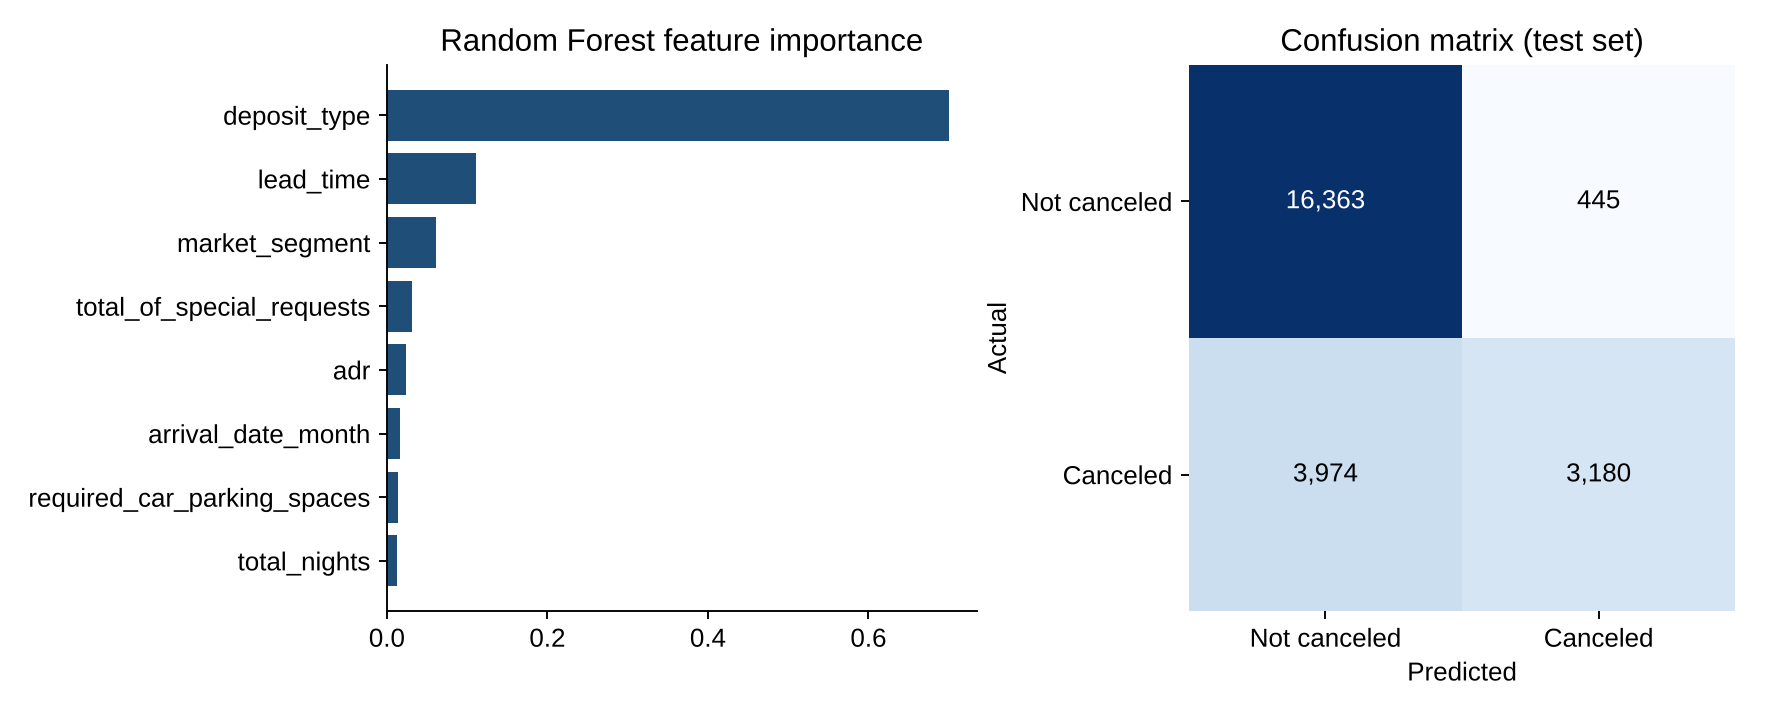 Random Forest feature importance
deposit_type
lead_time
market_segment
total_of_special_requests
adr
arrival_date_month
required_car_parking_spaces
total_nights
0.0 0.2 0.4 0.6
Confusion matrix (test set)
Actual
Not canceled 16,363 445
Canceled 3,974 3,180
Not canceled Canceled
Predicted